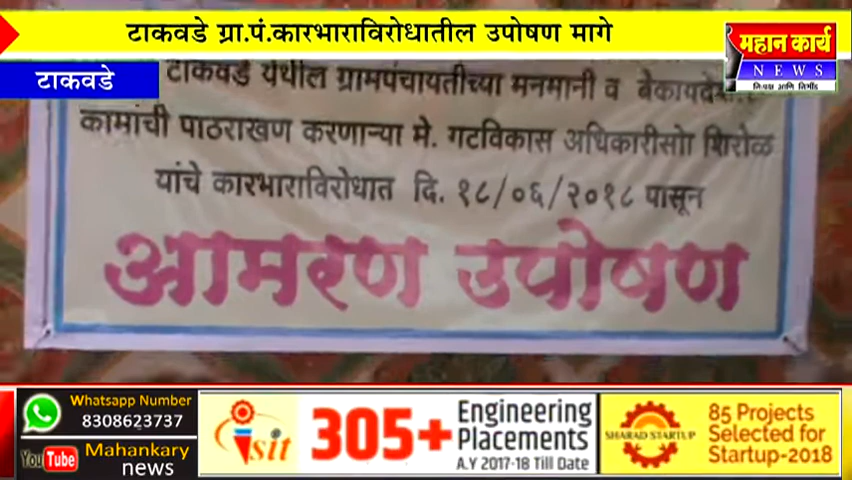 टाकवडे ग्रा.पं.कारभाराविरोधातील उपोषण मागे
महान कार्य
NEWS
टाकवडे
टाकवडे येथील ग्रामपंचायतीच्या मनमानी व
कामांची पाठराखण करणाऱ्या मे. गटविकास अधिकारीसो शिरोळ
यांचे कारभाराविरोधात दि. १८/०६/२०१८ पासून
आमरण उपोषण
Whatsapp Number
8308623737
YouTube
Mahankary
news
305+
Engineering
Placements
A.Y 2017-18 Till Date
SHARAD STARTUP
85 Projects
Selected for
Startup-2018